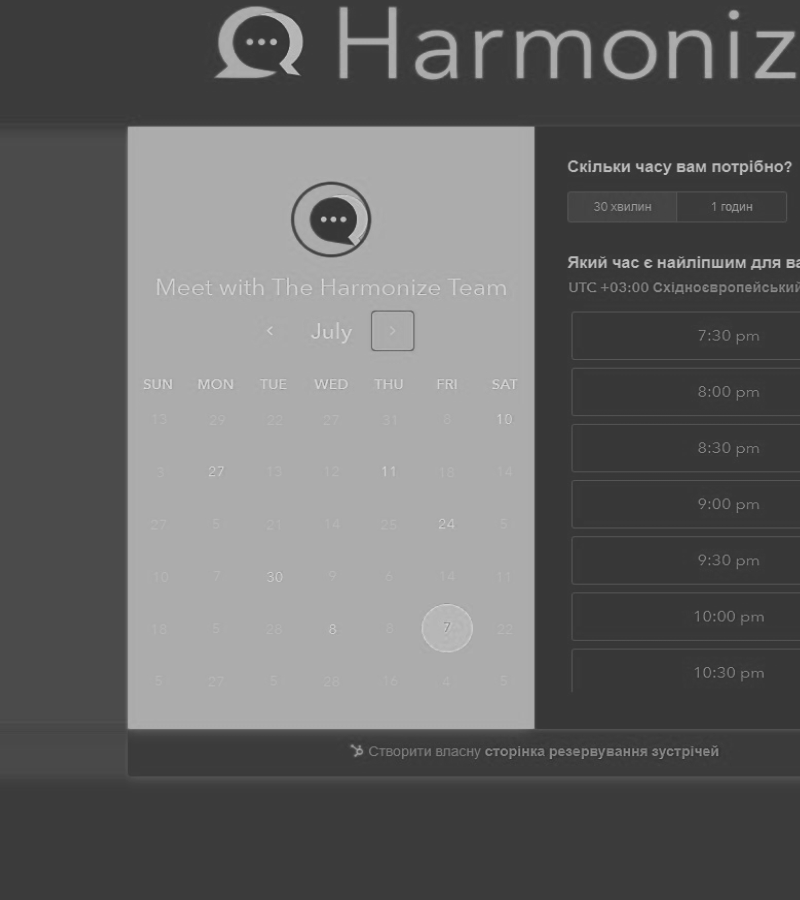 Harmoniz
Meet with The Harmonize Team
July
SUN MON TUE WED THU FRI SAT
13 29 22 27 31 8 10
3 27 13 12 11 18 14
27 5 21 14 25 24 5
10 7 30 9 6 14 11
18 5 28 8 8 7 22
5 27 5 28 16 4 5
Скільки часу вам потрібно?
30 хвилин 1 годин
Який час є найліпшим для ва
UTC +03:00 Східноєвропейський
7:30 pm
8:00 pm
8:30 pm
9:00 pm
9:30 pm
10:00 pm
10:30 pm
Створити власну сторінка резервування зустрічей